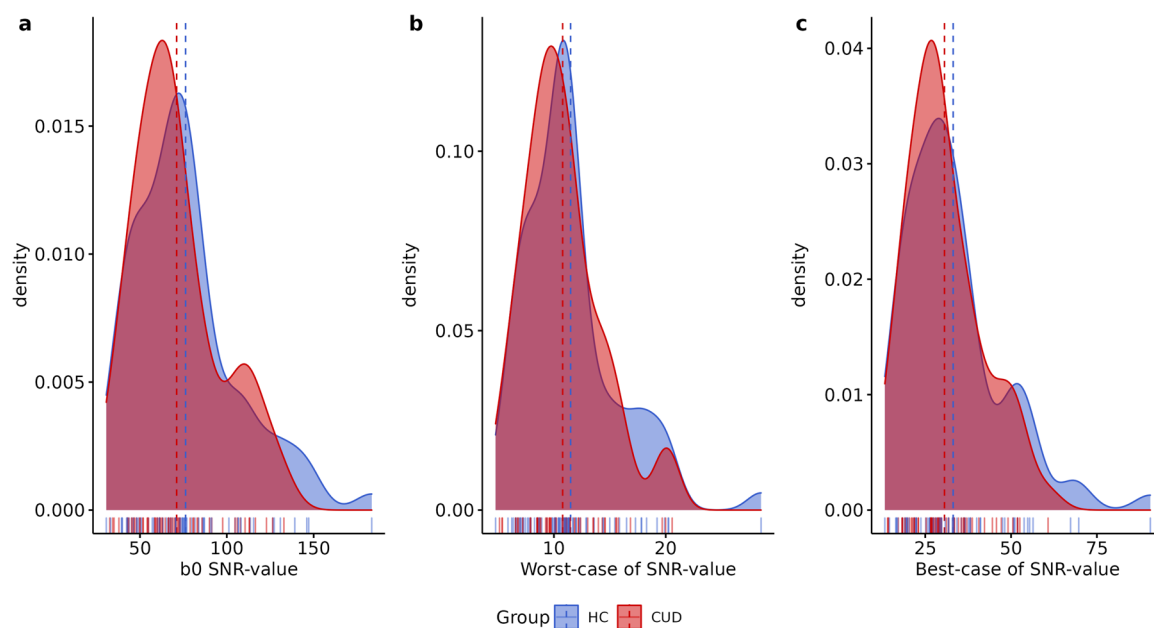 a
density
0.015
0.010
0.005
0.000
50 100 150
b0 SNR-value
b
density
0.10
0.05
0.00
10 20
Worst-case of SNR-value
c
density
0.04
0.03
0.02
0.01
0.00
25 50 75
Best-case of SNR-value
Group HC CUD